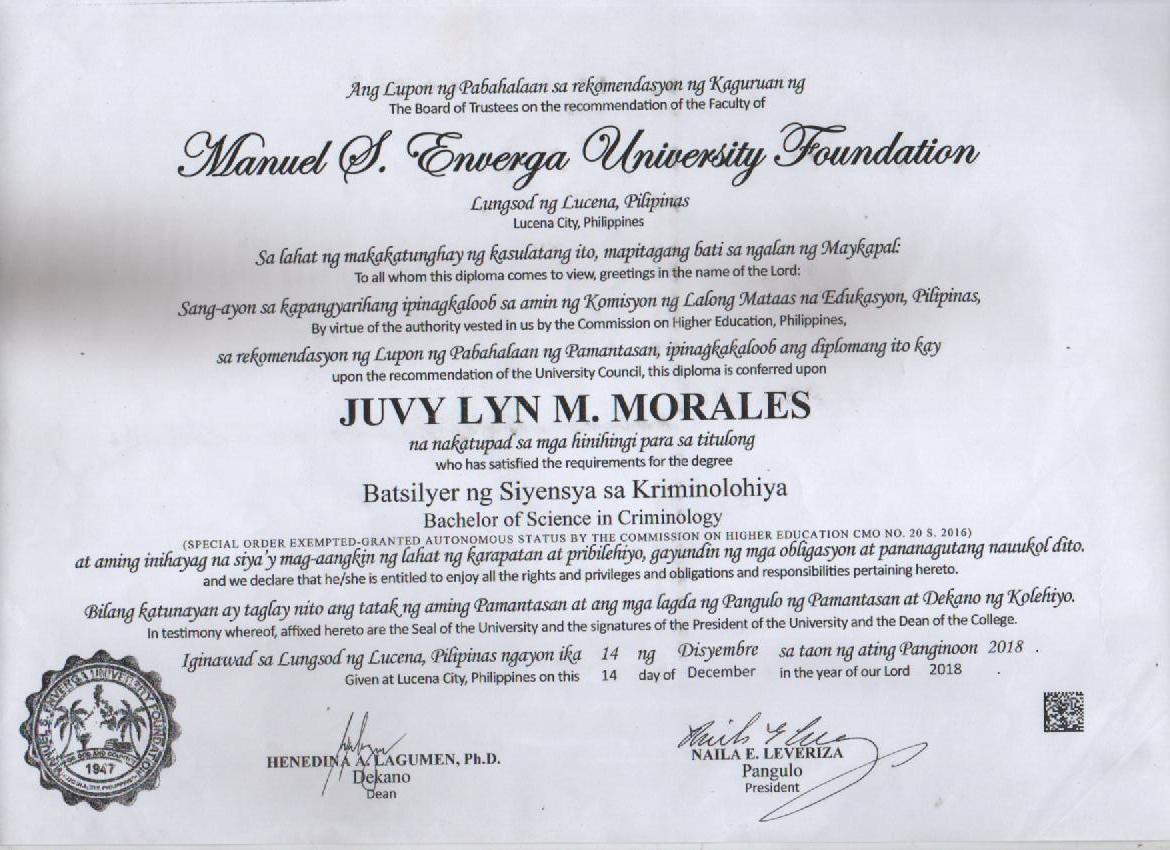 Ang Lupon ng Pabahalaan sa rekomendasyon ng Kaguruan ng
The Board of Trustees on the recommendation of the Faculty of
Manuel S. Enverga University Foundation
Lungsod ng Lucena, Pilipinas
Lucena City, Philippines
Sa lahat ng makakatunghay ng kasulatang ito, mapitagang bati sa ngalan ng Maykapal:
To all whom this diploma comes to view, greetings in the name of the Lord:
Sang-ayon sa kapangyarihang ipinagkaloob sa amin ng Komisyon ng Lalong Mataas na Edukasyon, Pilipinas,
By virtue of the authority vested in us by the Commission on Higher Education, Philippines,
sa rekomendasyon ng Lupon ng Pabahalaan ng Pamantasan, ipinagkakaloob ang diplomang ito kay
upon the recommendation of the University Council, this diploma is conferred upon
JUVY LYN M. MORALES
na nakatupad sa mga hinihingi para sa titulong
who has satisfied the requirements for the degree
Batsilyer ng Siyensya sa Kriminolohiya
Bachelor of Science in Criminology
(SPECIAL ORDER EXEMPTED-GRANTED AUTONOMOUS STATUS BY THE COMMISSION ON HIGHER EDUCATION CMO NO. 20 S. 2016)
at aming inihayag na siya'y mag-aangkin ng lahat ng karapatan at pribilehiyo, gayundin ng mga obligasyon at pananagutang nauukol dito.
and we declare that he/she is entitled to enjoy all the rights and privileges and obligations and responsibilities pertaining hereto.
Bilang katunayan ay taglay nito ang tatak ng aming Pamantasan at ang mga lagda ng Pangulo ng Pamantasan at Dekano ng Kolehiyo.
In testimony whereof, affixed hereto are the Seal of the University and the signatures of the President of the University and the Dean of the College.
Iginawad sa Lungsod ng Lucena, Pilipinas ngayon ika 14 ng Disyembre sa taon ng ating Panginoon 2018 .
Given at Lucena City, Philippines on this 14 day of December in the year of our Lord 2018 .
MANUEL S. ENVERGA UNIVERSITY FOUNDATION
1947
HENEDINA A. LAGUMEN, Ph.D.
Dekano
Dean
NAILA E. LEVERIZA
Pangulo
President